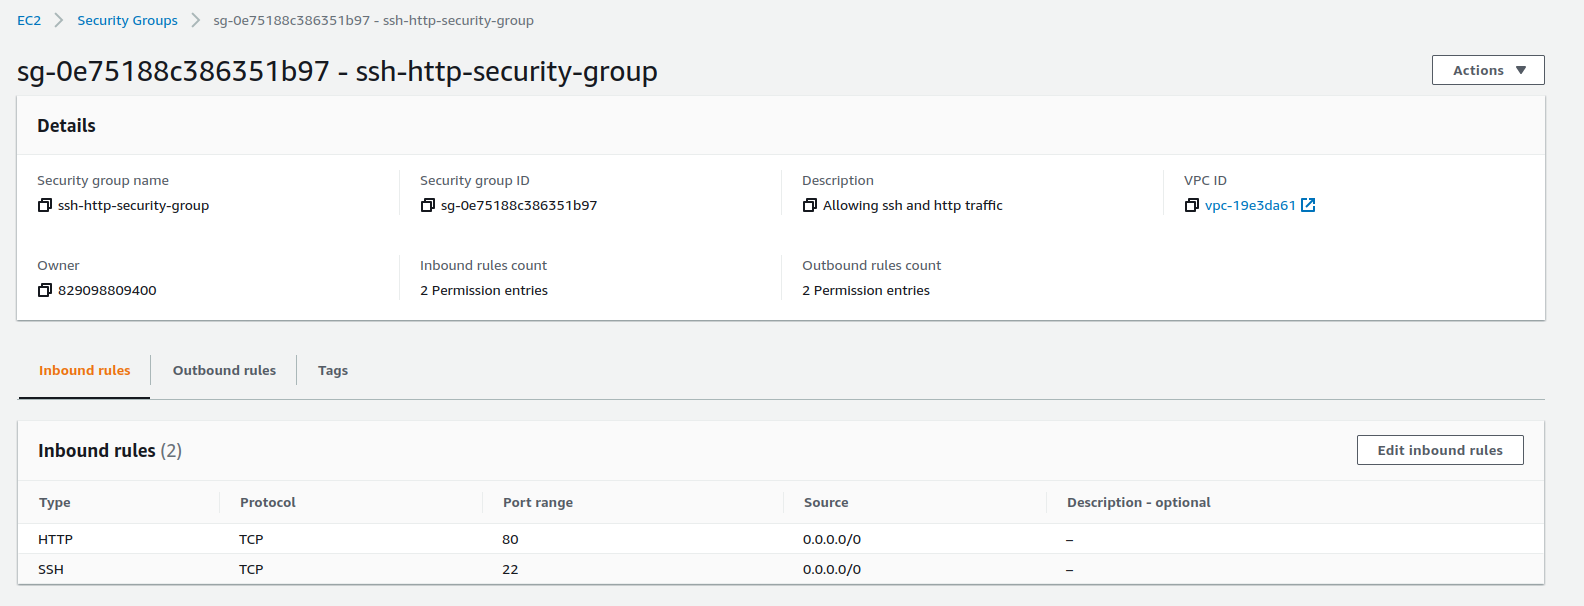 EC2 Security Groups sg-0e75188c386351b97 - ssh-http-security-group
sg-0e75188c386351b97 - ssh-http-security-group
Actions
Details
Security group name Security group ID Description VPC ID
ssh-http-security-group sg-0e75188c386351b97 Allowing ssh and http traffic vpc-19e3da61
Owner Inbound rules count Outbound rules count
829098809400 2 Permission entries 2 Permission entries
Inbound rules Outbound rules Tags
Inbound rules (2) Edit inbound rules
Type Protocol Port range Source Description - optional
HTTP TCP 80 0.0.0.0/0 –
SSH TCP 22 0.0.0.0/0 –